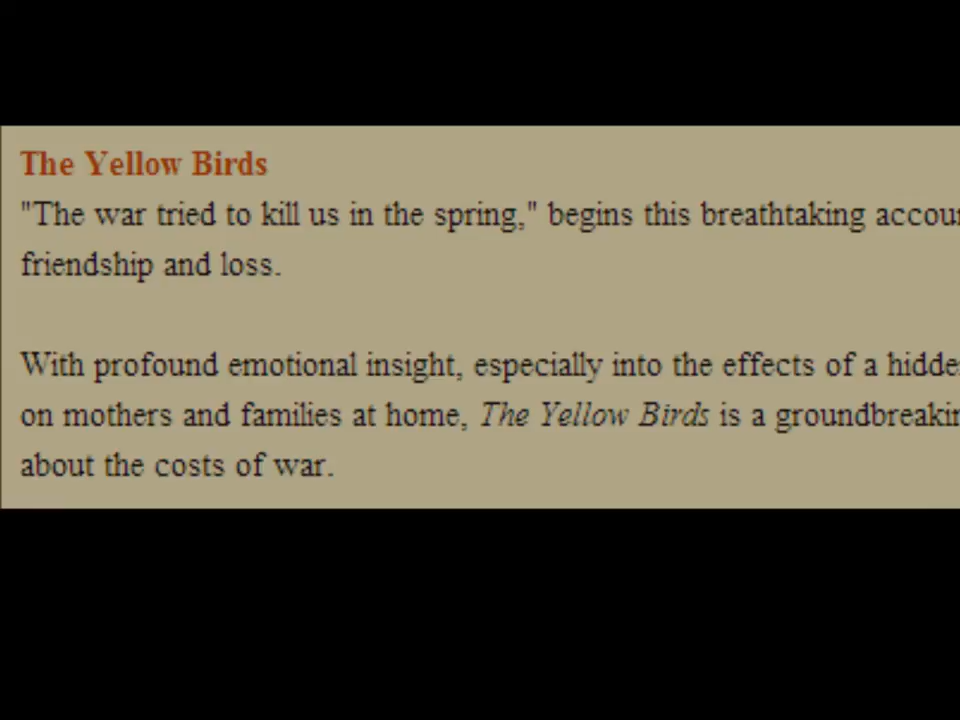 The Yellow Birds
"The war tried to kill us in the spring," begins this breathtaking
friendship and loss.
With profound emotional insight, especially into the effects of a
on mothers and families at home, The Yellow Birds is a
about the costs of war.